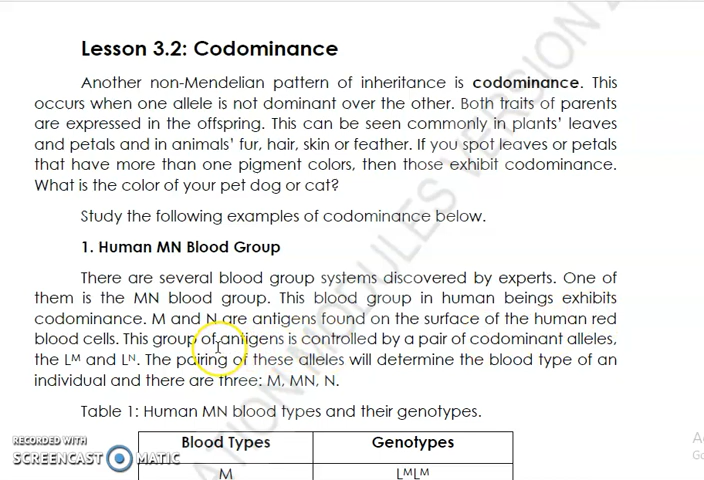 Lesson 3.2: Codominance
Another non-Mendelian pattern of inheritance is codominance. This
occurs when one allele is not dominant over the other. Both traits of parents
are expressed in the offspring. This can be seen commonly in plants' leaves
and petals and in animals' fur, hair, skin or feather. If you spot leaves or petals
that have more than one pigment colors, then those exhibit codominance.
What is the color of your pet dog or cat?
Study the following examples of codominance below.
1. Human MN Blood Group
There are several blood group systems discovered by experts. One of
them is the MN blood group. This blood group in human beings exhibits
codominance. M and N are antigens found on the surface of the human red
blood cells. This group of antigens is controlled by a pair of codominant alleles,
the Lᴹ and Lᴺ. The pairing of these alleles will determine the blood type of an
individual and there are three: M, MN, N.
Table 1: Human MN blood types and their genotypes.
Blood Types Genotypes
M LᴹLᴹ
RECORDED WITH
SCREENCAST MATIC
MODULES VERSION